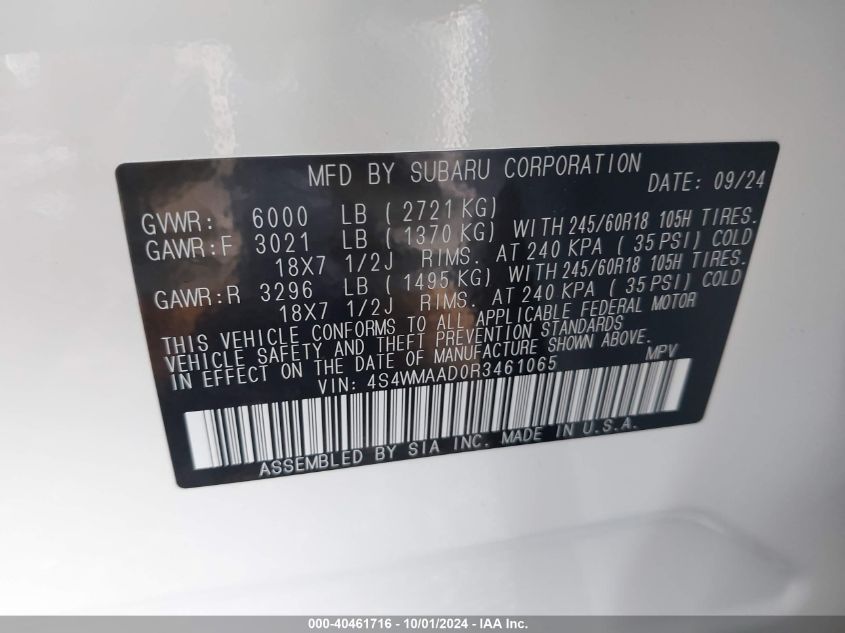 MFD BY SUBARU CORPORATION
DATE: 09/24
GVWR: 6000 LB ( 2721 KG)
GAWR:F 3021 LB ( 1370 KG) WITH 245/60R18 105H TIRES.
18X7 1/2J RIMS. AT 240 KPA ( 35 PSI) COLD
GAWR:R 3296 LB ( 1495 KG) WITH 245/60R18 105H TIRES.
18X7 1/2J RIMS. AT 240 KPA ( 35 PSI) COLD
THIS VEHICLE CONFORMS TO ALL APPLICABLE FEDERAL MOTOR
VEHICLE SAFETY AND THEFT PREVENTION STANDARDS
IN EFFECT ON THE DATE OF MANUFACTURE SHOWN ABOVE.
VIN: 4S4WMAAD0R3461065 MPV
ASSEMBLED BY SIA INC. MADE IN U.S.A.
000-40461716 - 10/01/2024 - IAA Inc.